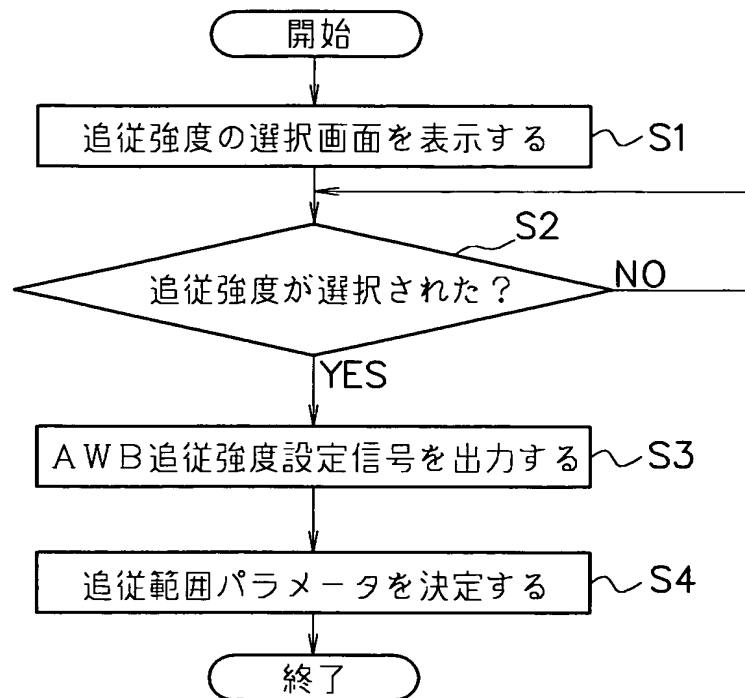 開始
追従強度の選択画面を表示する
S1
S2
追従強度が選択された?
NO
YES
AWB追従強度設定信号を出力する
S3
追従範囲パラメータを決定する
S4
終了